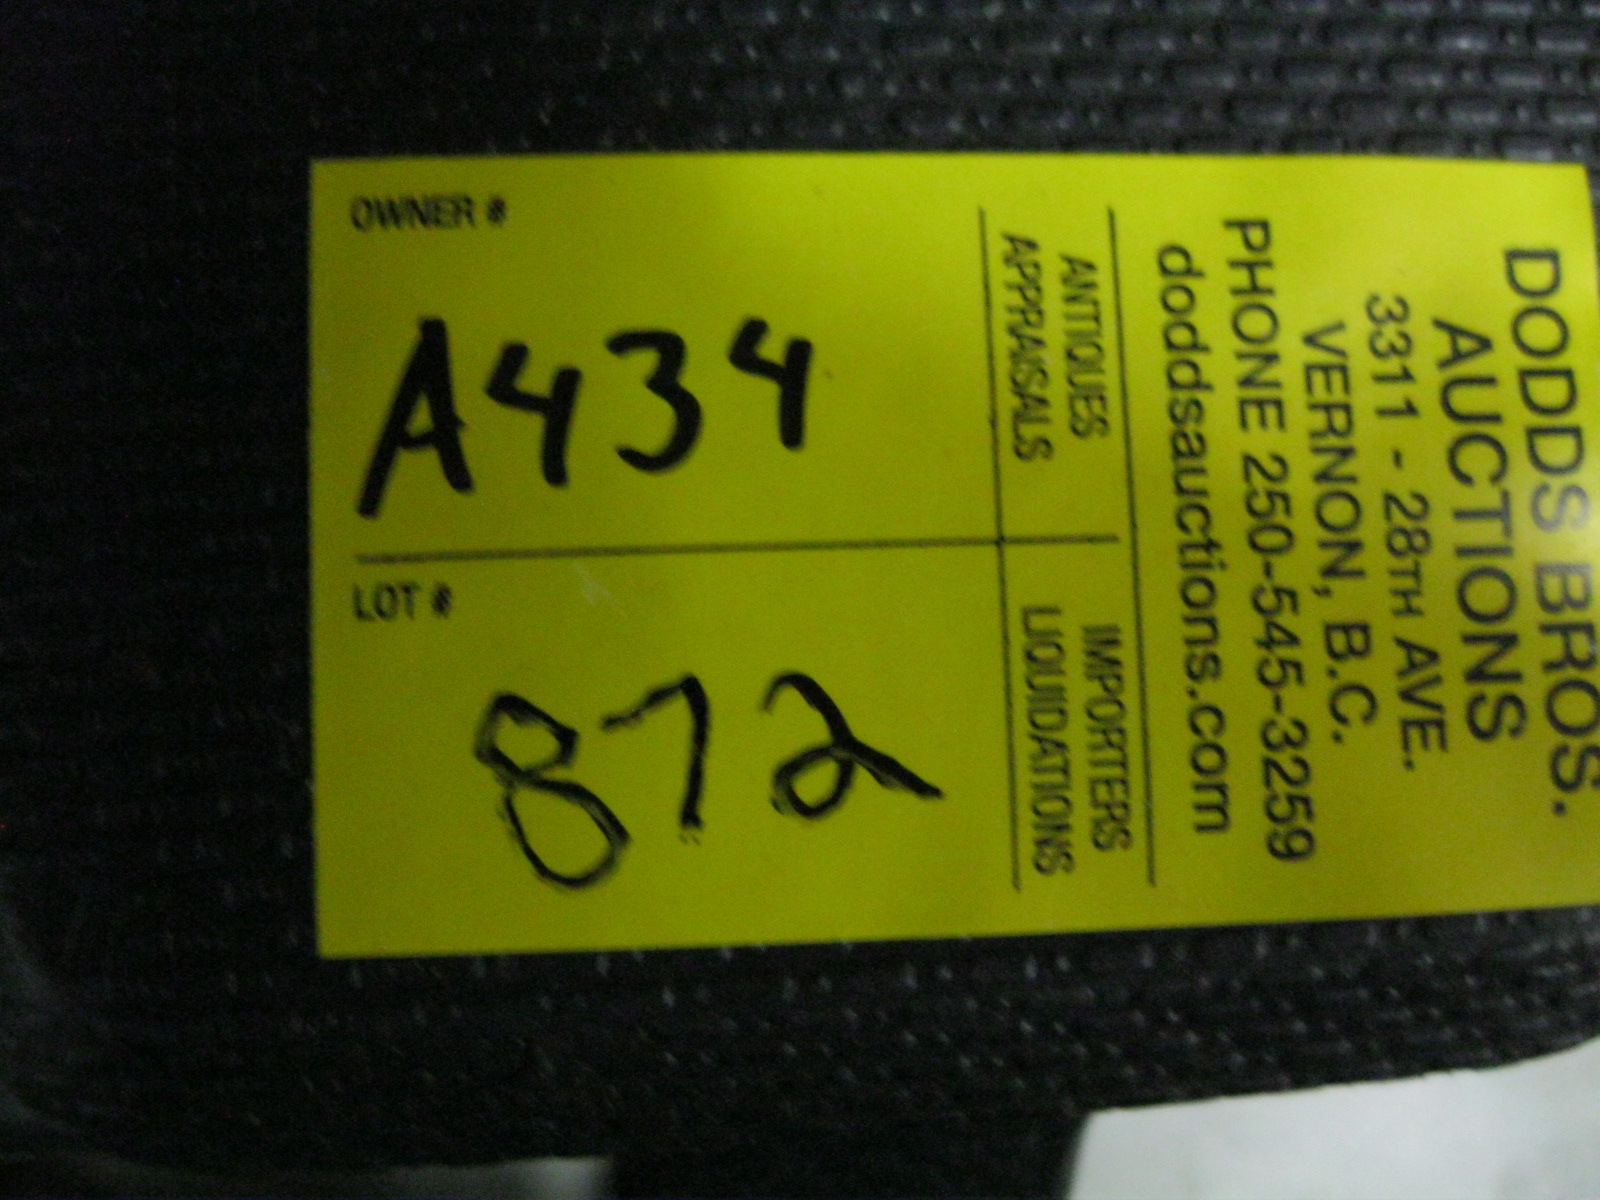 DODDS BROS.
AUCTIONS
3311 - 28TH AVE.
VERNON, B.C.
PHONE 250-545-3259
doddsauctions.com
ANTIQUES
APPRAISALS
IMPORTERS
LIQUIDATIONS
OWNER #
A434
LOT #
872